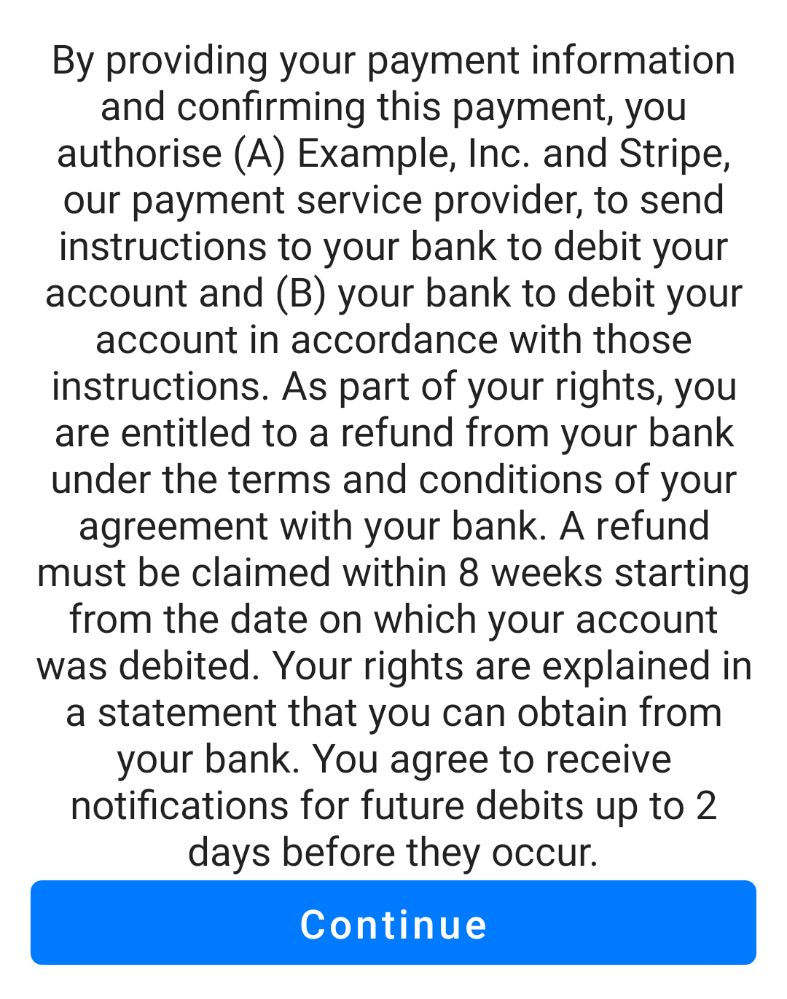 By providing your payment information
and confirming this payment, you
authorise (A) Example, Inc. and Stripe,
our payment service provider, to send
instructions to your bank to debit your
account and (B) your bank to debit your
account in accordance with those
instructions. As part of your rights, you
are entitled to a refund from your bank
under the terms and conditions of your
agreement with your bank. A refund
must be claimed within 8 weeks starting
from the date on which your account
was debited. Your rights are explained in
a statement that you can obtain from
your bank. You agree to receive
notifications for future debits up to 2
days before they occur.
Continue